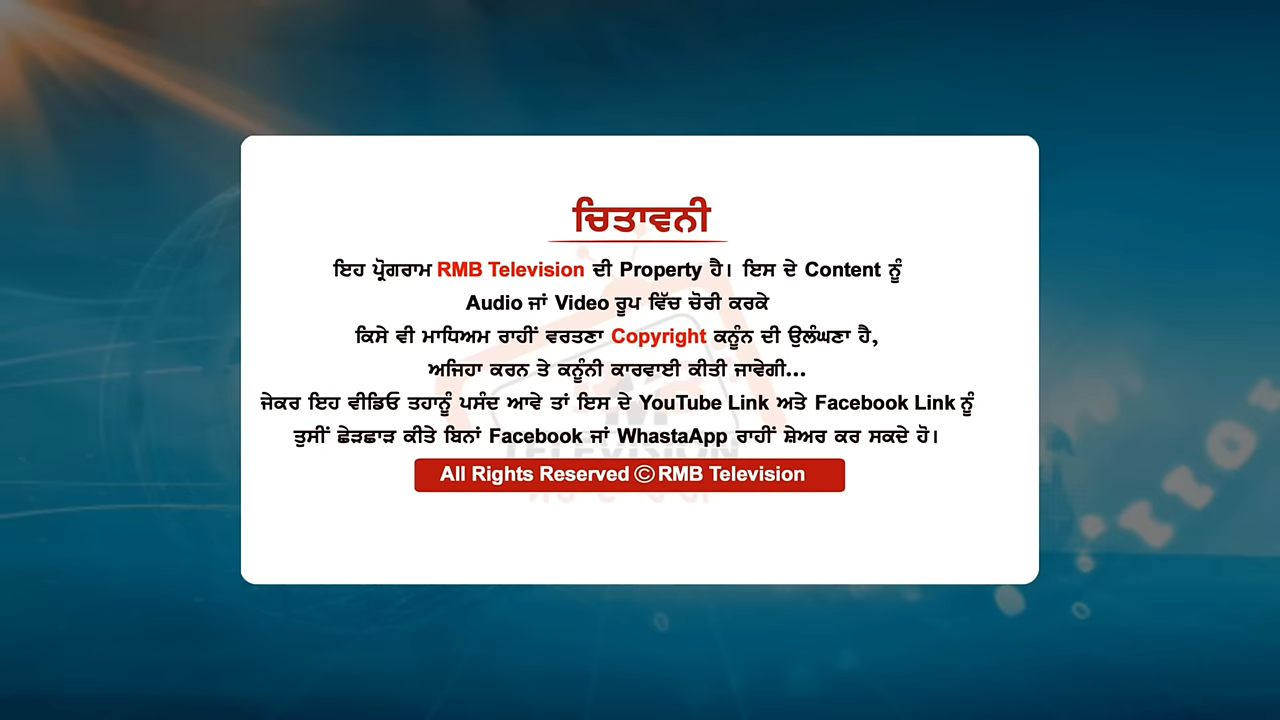 ਚਿਤਾਵਨੀ
ਇਹ ਪ੍ਰੋਗਰਾਮ RMB Television ਦੀ Property ਹੈ। ਇਸ ਦੇ Content ਨੂੰ
Audio ਜਾਂ Video ਰੂਪ ਵਿੱਚ ਚੋਰੀ ਕਰਕੇ
ਕਿਸੇ ਵੀ ਮਾਧਿਅਮ ਰਾਹੀਂ ਵਰਤਣਾ Copyright ਕਨੂੰਨ ਦੀ ਉਲੰਘਣਾ ਹੈ,
ਅਜਿਹਾ ਕਰਨ ਤੇ ਕਨੂੰਨੀ ਕਾਰਵਾਈ ਕੀਤੀ ਜਾਵੇਗੀ...
ਜੇਕਰ ਇਹ ਵੀਡਿਓ ਤਹਾਨੂੰ ਪਸੰਦ ਆਵੇ ਤਾਂ ਇਸ ਦੇ YouTube Link ਅਤੇ Facebook Link ਨੂੰ
ਤੁਸੀਂ ਛੇੜਛਾੜ ਕੀਤੇ ਬਿਨਾਂ Facebook ਜਾਂ WhastaApp ਰਾਹੀਂ ਸ਼ੇਅਰ ਕਰ ਸਕਦੇ ਹੋ।
TELEVISION
All Rights Reserved © RMB Television